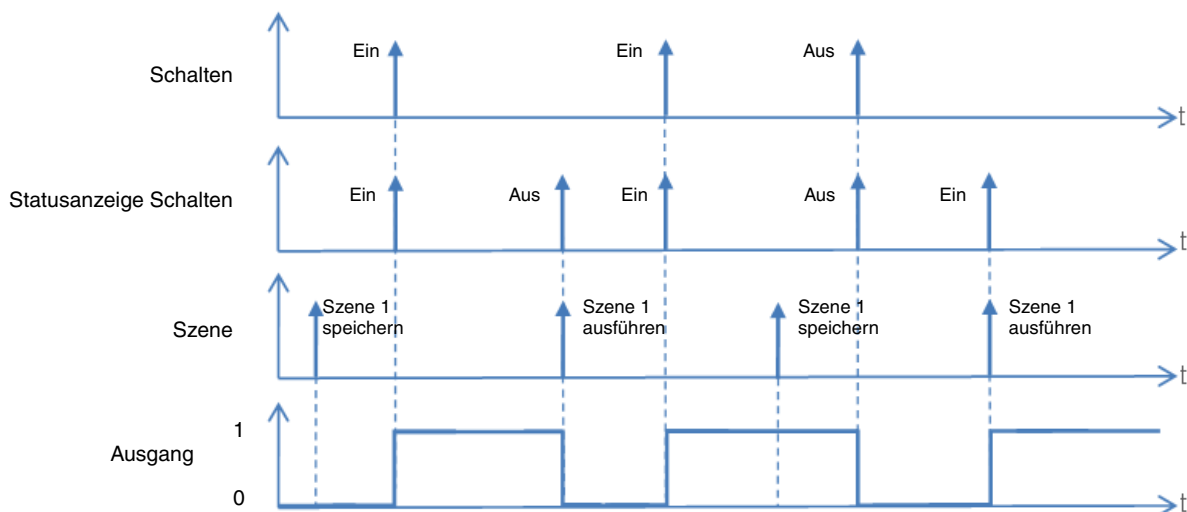 Schalten
Ein
Ein
Aus
t
Statusanzeige Schalten
Ein
Aus
Ein
Aus
Ein
t
Szene
Szene 1
speichern
Szene 1
ausführen
Szene 1
speichern
Szene 1
ausführen
t
Ausgang
1
0
t